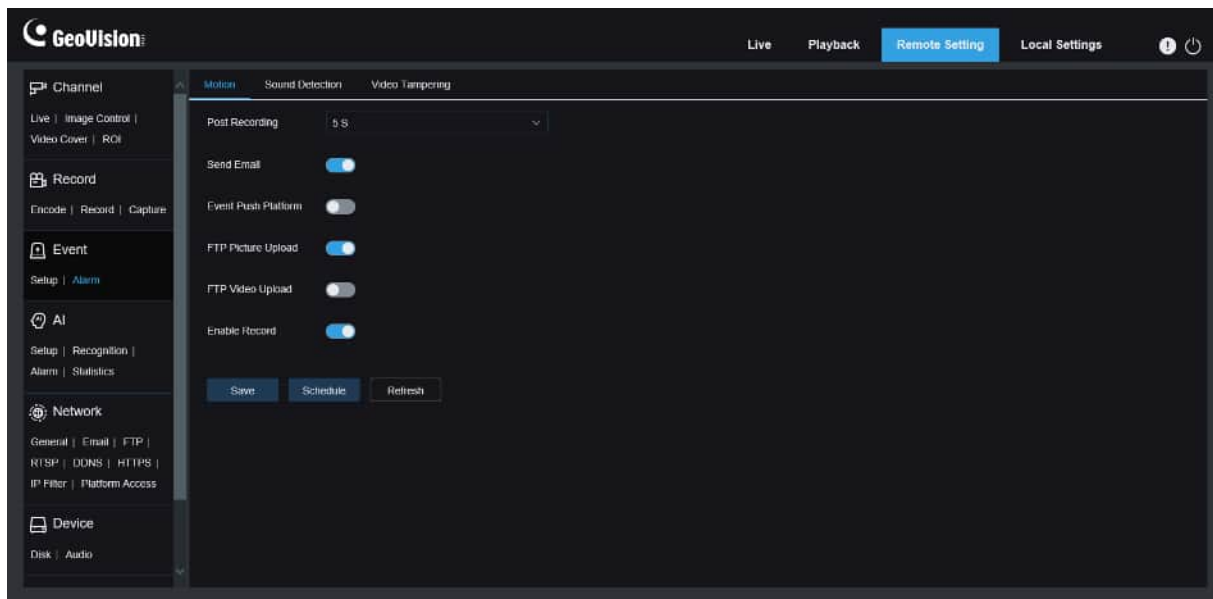 GeoVision
Live Playback Remote Setting Local Settings
Channel
Live | Image Control |
Video Cover | ROI
Record
Encode | Record | Capture
Event
Setup | Alarm
AI
Setup | Recognition |
Alarm | Statistics
Network
General | Email | FTP |
RTSP | DDNS | HTTPS |
IP Filter | Platform Access
Device
Disk | Audio
Motion Sound Detection Video Tampering
Post Recording 5 S
Send Email
Event Push Platform
FTP Picture Upload
FTP Video Upload
Enable Record
Save Schedule Refresh